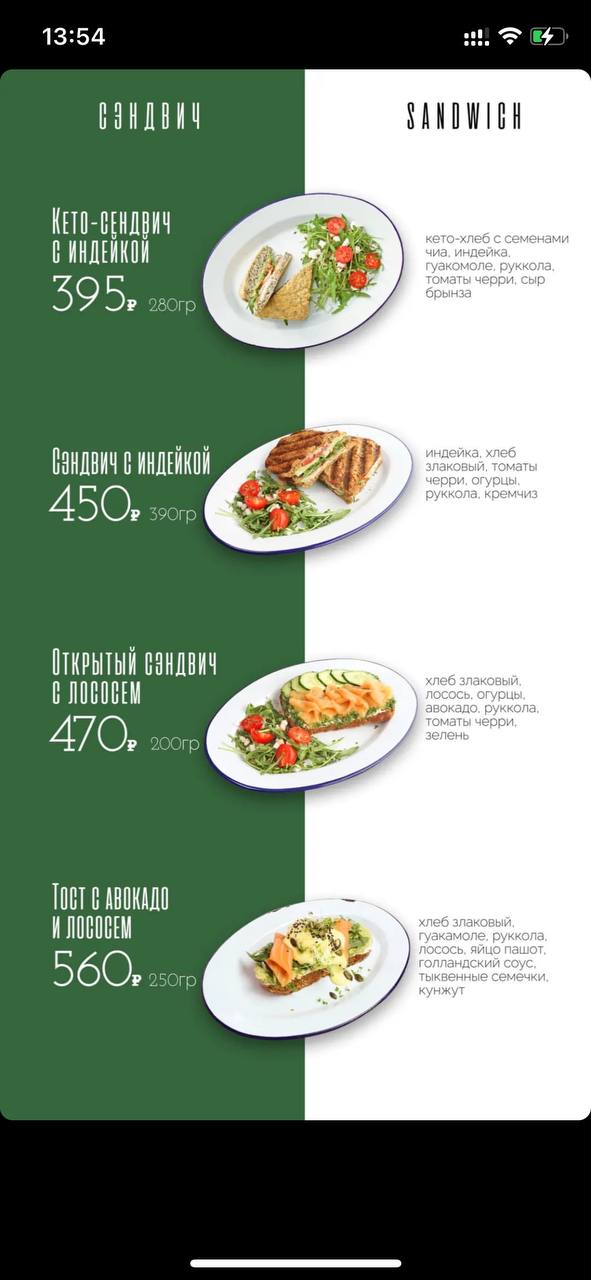 13:54
СЭНДВИЧ
SANDWICH
Кето-сендвич
с индейкой
395₽ 280гр
кето-хлеб с семенами
чиа, индейка,
гуакомоле, руккола,
томаты черри, сыр
брынза
Сэндвич с индейкой
450₽ 390гр
индейка, хлеб
злаковый, томаты
черри, огурцы,
руккола, кремчиз
Открытый сэндвич
с лососем
470₽ 200гр
хлеб злаковый,
лосось, огурцы,
авокадо, руккола,
томаты черри,
зелень
Тост с авокадо
и лососем
560₽ 250гр
хлеб злаковый,
гуакамоле, руккола,
лосось, яйцо пашот,
голландский соус,
тыквенные семечки,
кунжут